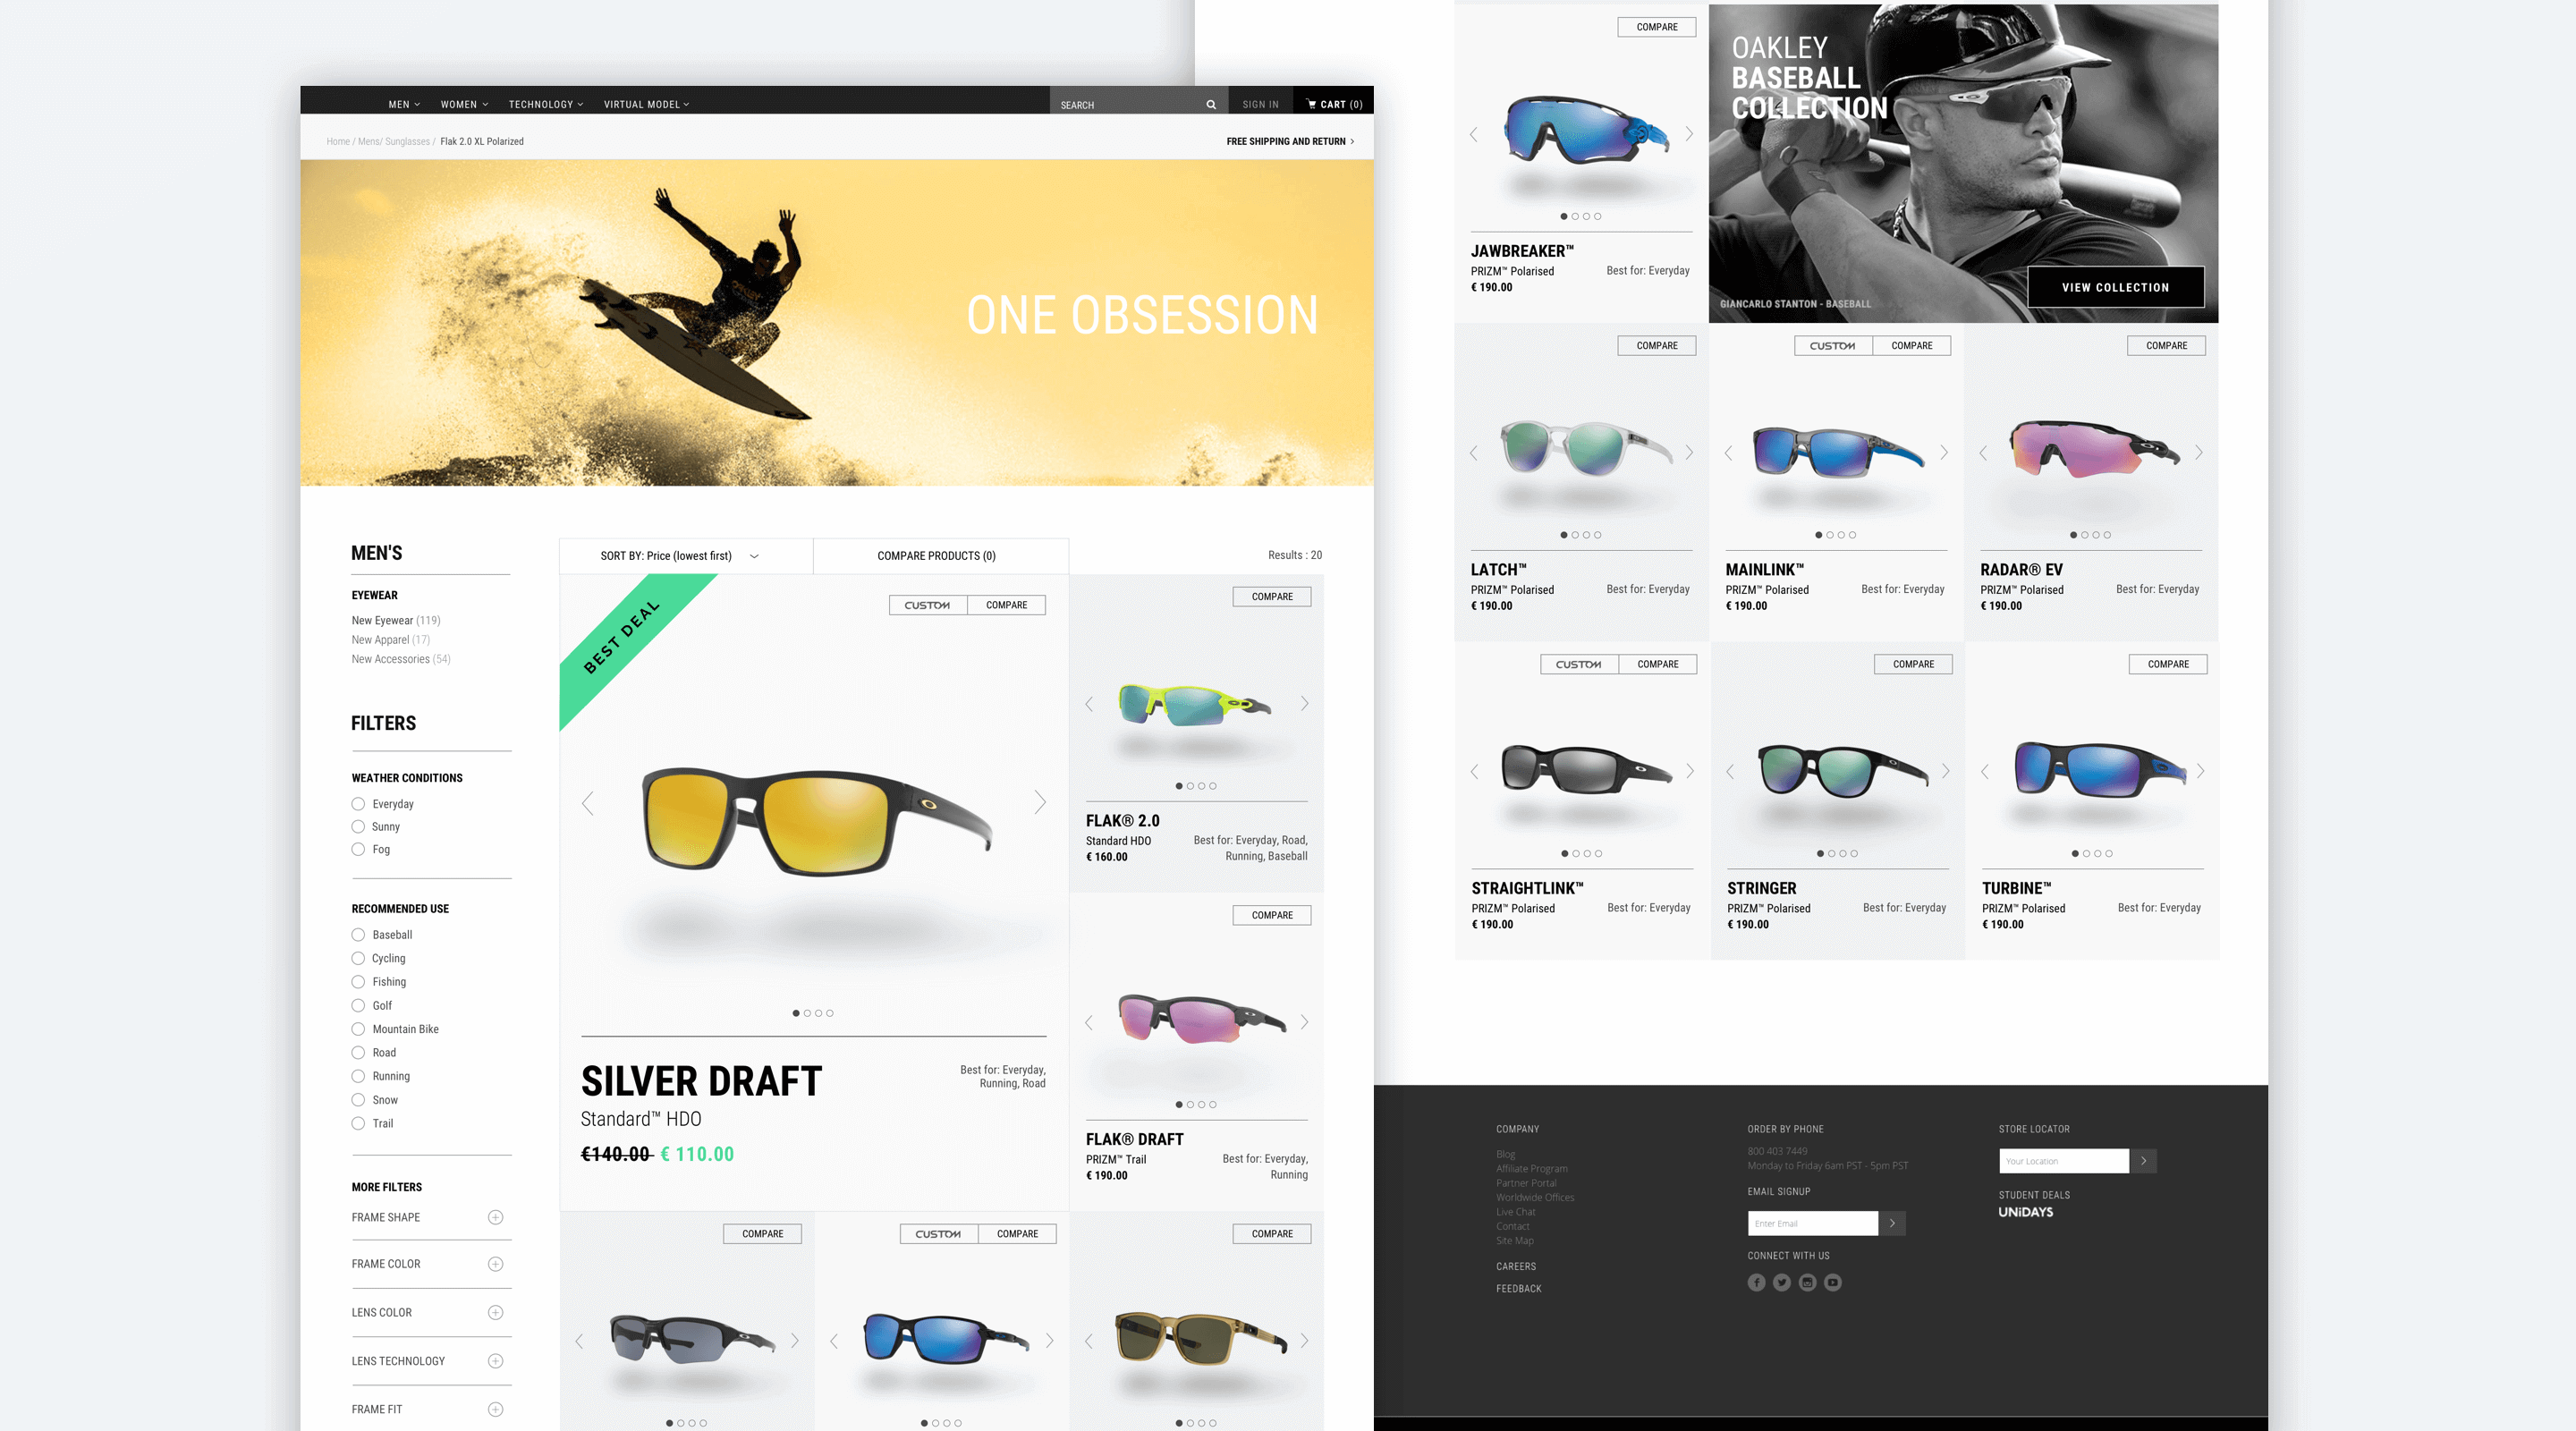 MEN
WOMEN
TECHNOLOGY
VIRTUAL MODEL
SEARCH
SIGN IN
CART (0)
Home / Mens/ Sunglasses / Flak 2.0 XL Polarized
FREE SHIPPING AND RETURN
OAKLEY
ONE OBSESSION
MEN'S
EYEWEAR
New Eyewear (119)
New Apparel (17)
New Accessories (54)
FILTERS
WEATHER CONDITIONS
Everyday
Sunny
Fog
RECOMMENDED USE
Baseball
Cycling
Fishing
Golf
Mountain Bike
Road
Running
Snow
Trail
MORE FILTERS
FRAME SHAPE
FRAME COLOR
LENS COLOR
LENS TECHNOLOGY
FRAME FIT
SORT BY: Price (lowest first)
COMPARE PRODUCTS (0)
Results : 20
BEST DEAL
CUSTOM
COMPARE
SILVER DRAFT
Best for: Everyday,
Running, Road
Standard™ HDO
€140.00 € 110.00
COMPARE
FLAK® 2.0
Standard HDO
€ 160.00
Best for: Everyday, Road,
Running, Baseball
COMPARE
FLAK® DRAFT
PRIZM™ Trail
€ 190.00
Best for: Everyday,
Running
COMPARE
CUSTOM
COMPARE
COMPARE
COMPARE
JAWBREAKER™
PRIZM™ Polarised
€ 190.00
Best for: Everyday
OAKLEY
BASEBALL
COLLECTION
GIANCARLO STANTON - BASEBALL
VIEW COLLECTION
COMPARE
LATCH™
PRIZM™ Polarised
€ 190.00
Best for: Everyday
CUSTOM
COMPARE
MAINLINK™
PRIZM™ Polarised
€ 190.00
Best for: Everyday
COMPARE
RADAR® EV
PRIZM™ Polarised
€ 190.00
Best for: Everyday
CUSTOM
COMPARE
STRAIGHTLINK™
PRIZM™ Polarised
€ 190.00
Best for: Everyday
COMPARE
STRINGER
PRIZM™ Polarised
€ 190.00
Best for: Everyday
COMPARE
TURBINE™
PRIZM™ Polarised
€ 190.00
Best for: Everyday
COMPANY
Blog
Affiliate Program
Partner Portal
Worldwide Offices
Live Chat
Contact
Site Map
CAREERS
FEEDBACK
ORDER BY PHONE
800 403 7449
Monday to Friday 6am PST - 5pm PST
EMAIL SIGNUP
Enter Email
CONNECT WITH US
STORE LOCATOR
Your Location
STUDENT DEALS
UNiDAYS